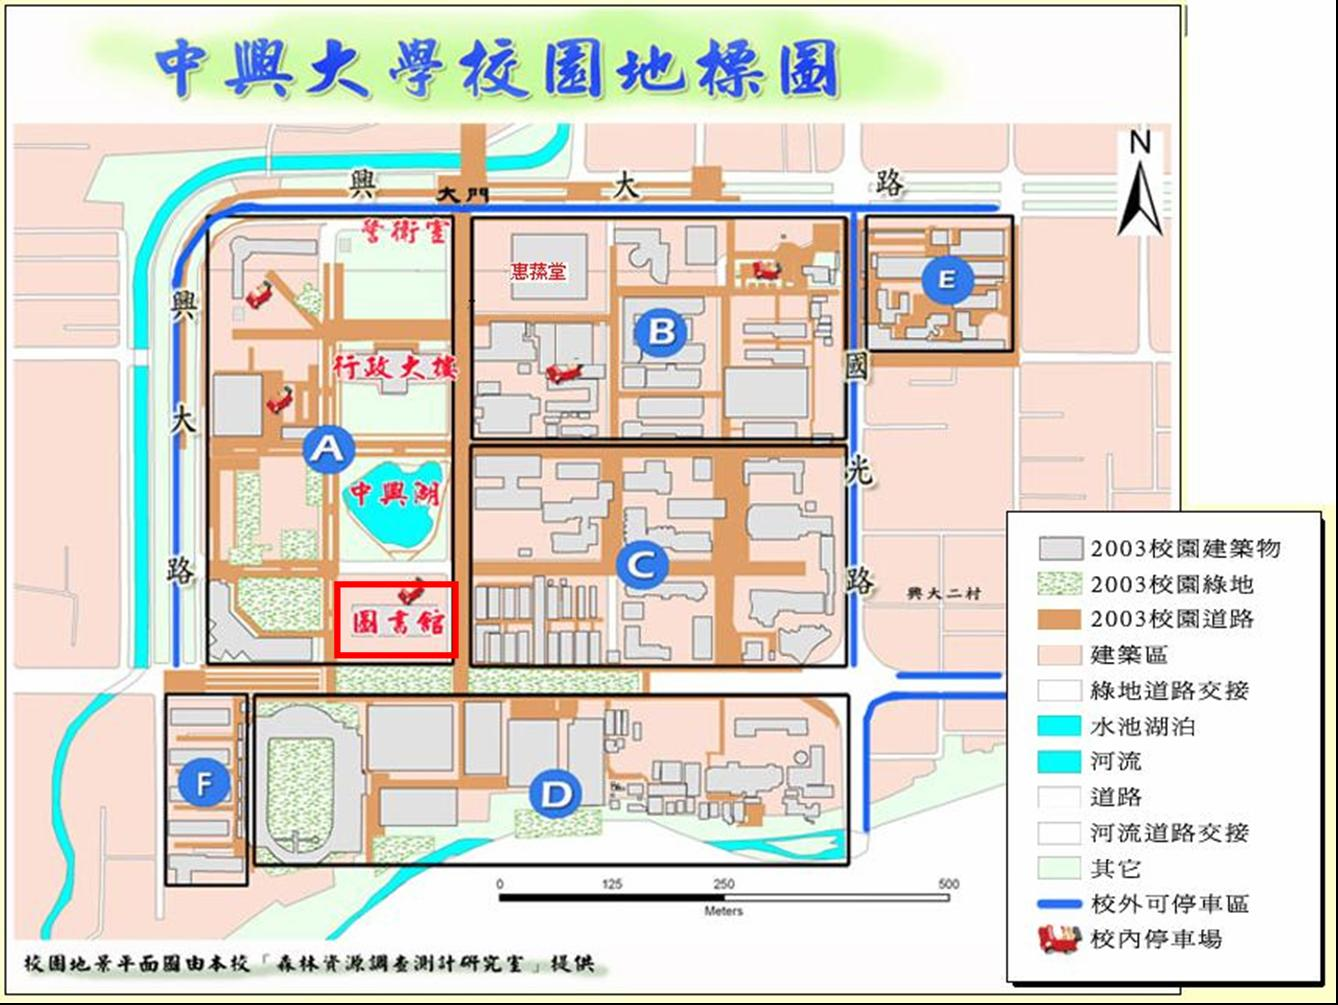 中興大學校園地標圖
N
興 大 路
大門
警衛室
惠蓀堂
E
B
興
大
路
國
光
路
行政大樓
A
中興湖
C
圖書館
興大二村
F
D
2003校園建築物
2003校園綠地
2003校園道路
建築區
綠地道路交接
水池湖泊
河流
道路
河流道路交接
其它
校外可停車區
校內停車場
0 125 250 500
Meters
校園地景平面圖由本校「森林資源調查測計研究室」提供